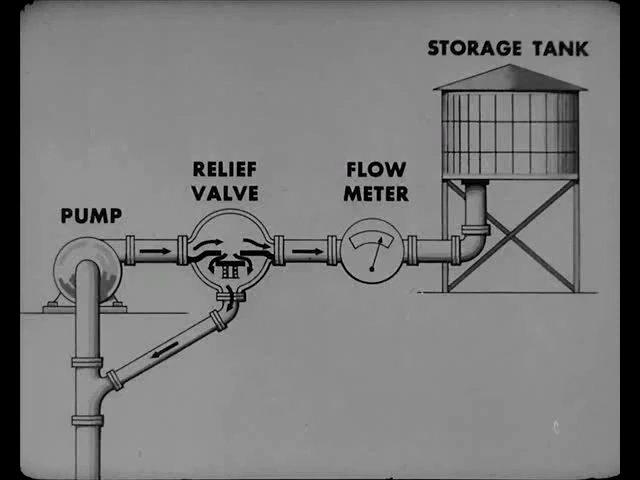 STORAGE TANK
RELIEF
VALVE
FLOW
METER
PUMP